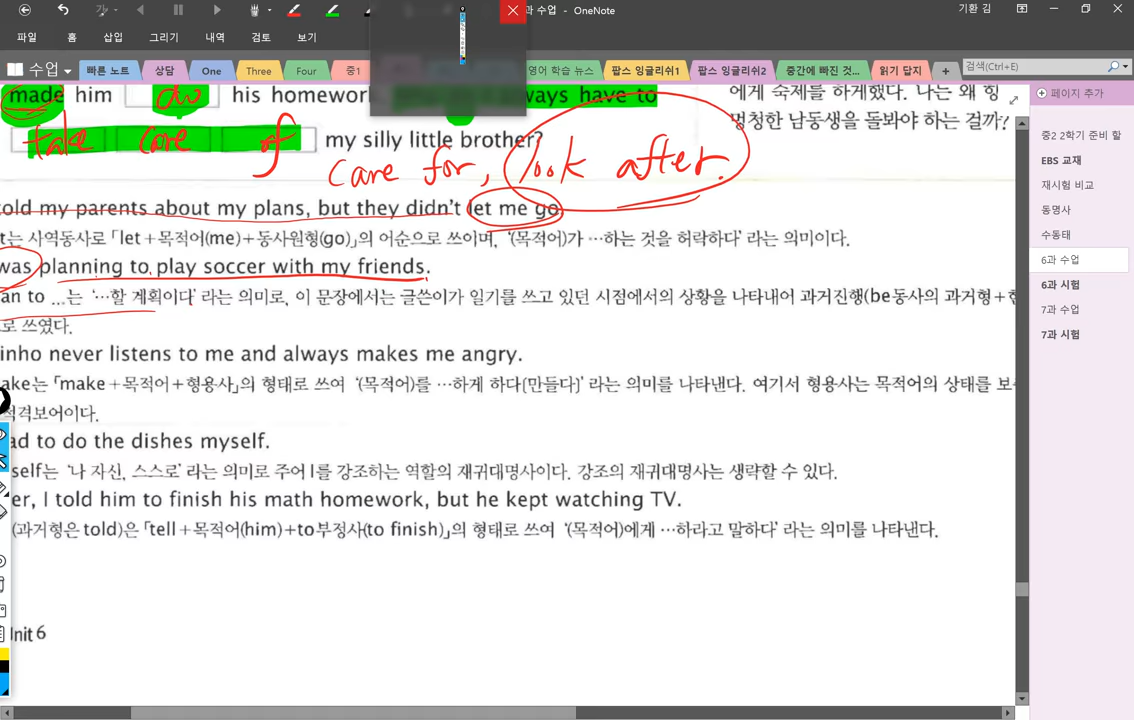 과 수업 - OneNote 기환 김
파일 홈 삽입 그리기 내역 검토 보기
수업 빠른 노트 상담 One Three Four 중1 영어 학습 뉴스 팝스 잉글리쉬1 팝스 잉글리쉬2 중간에 빠진 것... 읽기 답지 + 검색(Ctrl+E)
페이지 추가
중2 2학기 준비 할
EBS 교재
재시험 비교
동명사
수동태
6과 수업
6과 시험
7과 수업
7과 시험
made him do his homework ways have to
에게 숙제를 하게했다. 나는 왜 항
take care of my silly little brother?
멍청한 남동생을 돌봐야 하는 걸까?
care for, look after.
told my parents about my plans, but they didn't let me go
t는 사역동사로 「let+목적어(me)+동사원형(go)」의 어순으로 쓰이며, '(목적어)가 …하는 것을 허락하다' 라는 의미이다.
was planning to play soccer with my friends.
an to …는 '…할 계획이다' 라는 의미로, 이 문장에서는 글쓴이가 일기를 쓰고 있던 시점에서의 상황을 나타내어 과거진행(be동사의 과거형+
로 쓰였다.
inho never listens to me and always makes me angry.
ake는 「make+목적어+형용사」의 형태로 쓰여 '(목적어)를 …하게 하다[만들다]' 라는 의미를 나타낸다. 여기서 형용사는 목적어의 상태를 보
적격보어이다.
ad to do the dishes myself.
self는 '나 자신, 스스로' 라는 의미로 주어 I를 강조하는 역할의 재귀대명사이다. 강조의 재귀대명사는 생략할 수 있다.
er, I told him to finish his math homework, but he kept watching TV.
(과거형은 told)은 「tell+목적어(him)+to부정사(to finish)」의 형태로 쓰여 '(목적어)에게 …하라고 말하다' 라는 의미를 나타낸다.
Unit 6